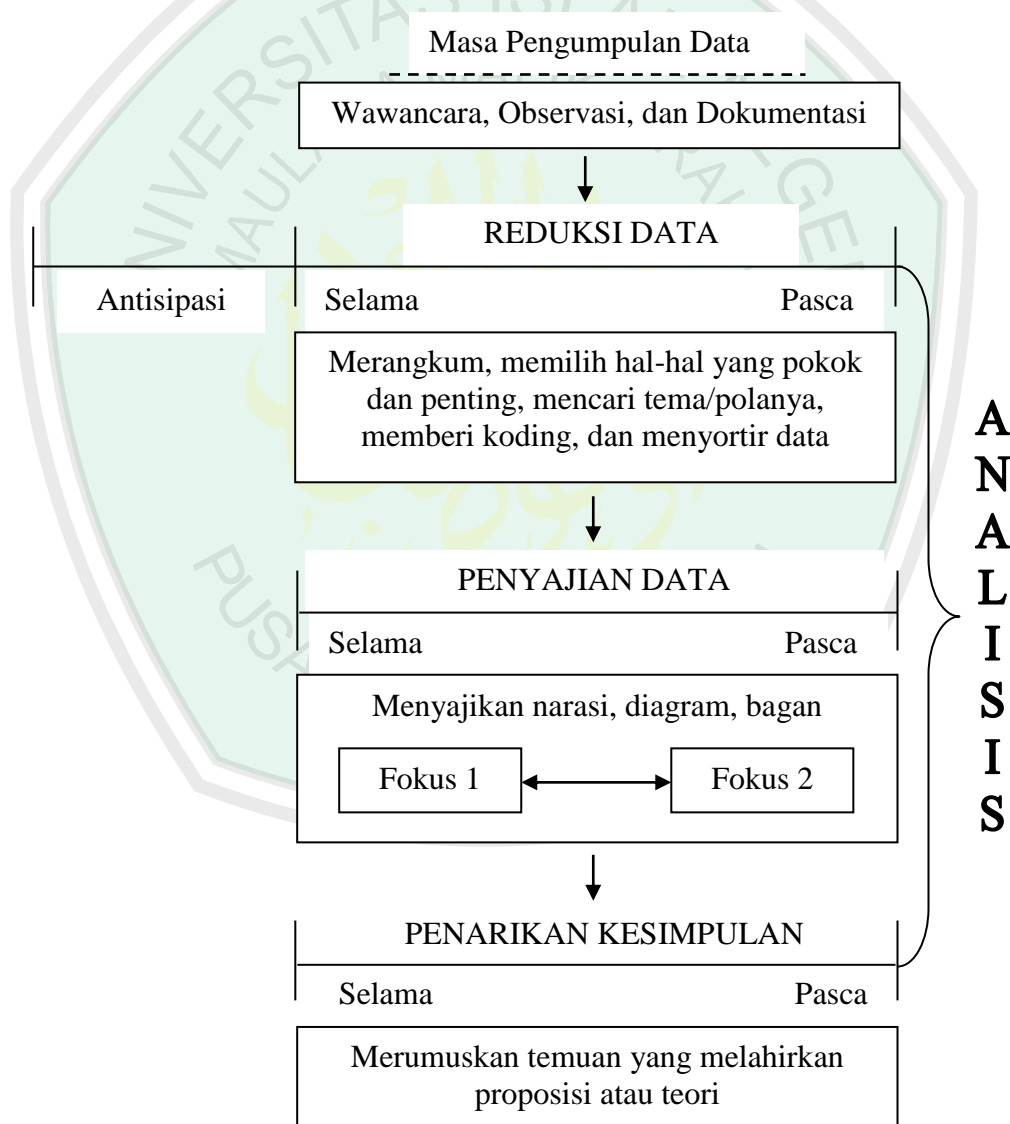 Masa Pengumpulan Data
Wawancara, Observasi, dan Dokumentasi
REDUKSI DATA
Antisipasi
Selama
Pasca
Merangkum, memilih hal-hal yang pokok
dan penting, mencari tema/polanya,
memberi koding, dan menyortir data
PENYAJIAN DATA
Selama
Pasca
Menyajikan narasi, diagram, bagan
Fokus 1
Fokus 2
PENARIKAN KESIMPULAN
Selama
Pasca
Merumuskan temuan yang melahirkan
proposisi atau teori
A
N
A
L
I
S
I
S